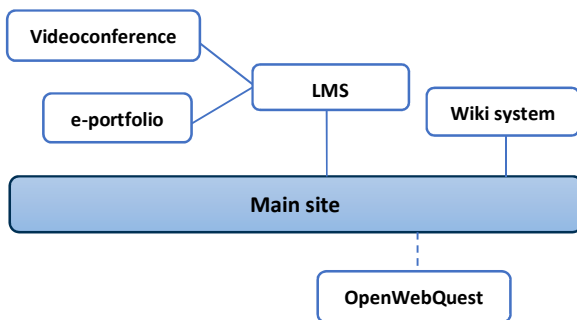 Videoconference
LMS
e-portfolio
Wiki system
Main site
OpenWebQuest